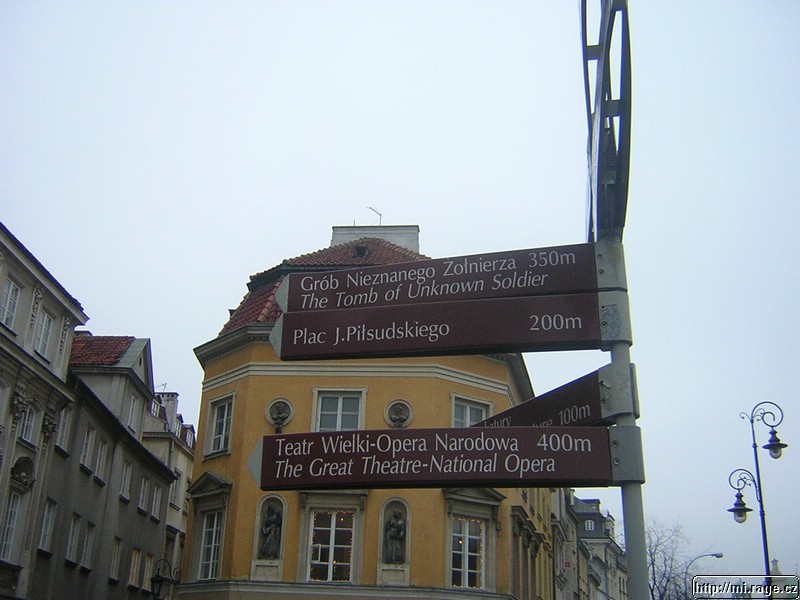 Grób Nieznanego Żołnierza 350m
The Tomb of Unknown Soldier
Plac J.Piłsudskiego 200m
100m
Teatr Wielki-Opera Narodowa 400m
The Great Theatre-National Opera
http://mi.rage.cz